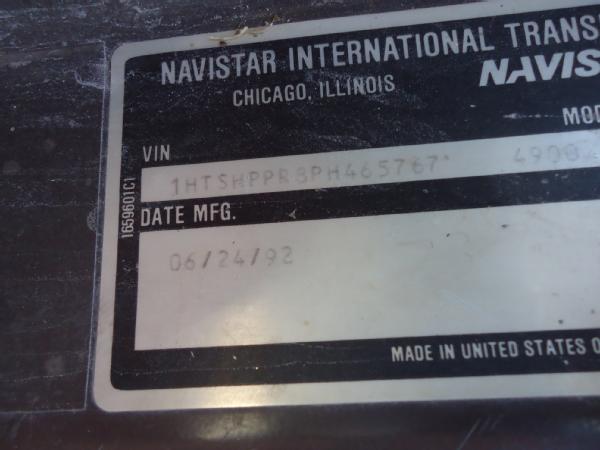 NAVISTAR INTERNATIONAL TRANS
CHICAGO, ILLINOIS
NAVIS
MOD
VIN
1HTSHPPR8PH465767* 4900
DATE MFG.
06/24/92
MADE IN UNITED STATES O
1659601C1